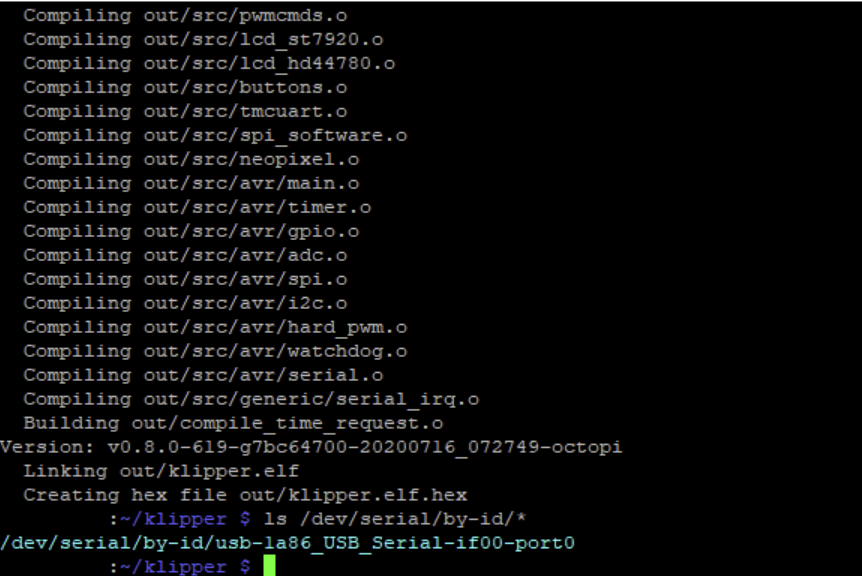 Compiling out/src/pwmcmds.o
Compiling out/src/lcd_st7920.o
Compiling out/src/lcd_hd44780.o
Compiling out/src/buttons.o
Compiling out/src/tmcuart.o
Compiling out/src/spi_software.o
Compiling out/src/neopixel.o
Compiling out/src/avr/main.o
Compiling out/src/avr/timer.o
Compiling out/src/avr/gpio.o
Compiling out/src/avr/adc.o
Compiling out/src/avr/spi.o
Compiling out/src/avr/i2c.o
Compiling out/src/avr/hard_pwm.o
Compiling out/src/avr/watchdog.o
Compiling out/src/avr/serial.o
Compiling out/src/generic/serial_irq.o
Building out/compile_time_request.o
Version: v0.8.0-619-g7bc64700-20200716_072749-octopi
Linking out/klipper.elf
Creating hex file out/klipper.elf.hex
:~/klipper $ ls /dev/serial/by-id/*
/dev/serial/by-id/usb-1a86_USB_Serial-if00-port0
:~/klipper $